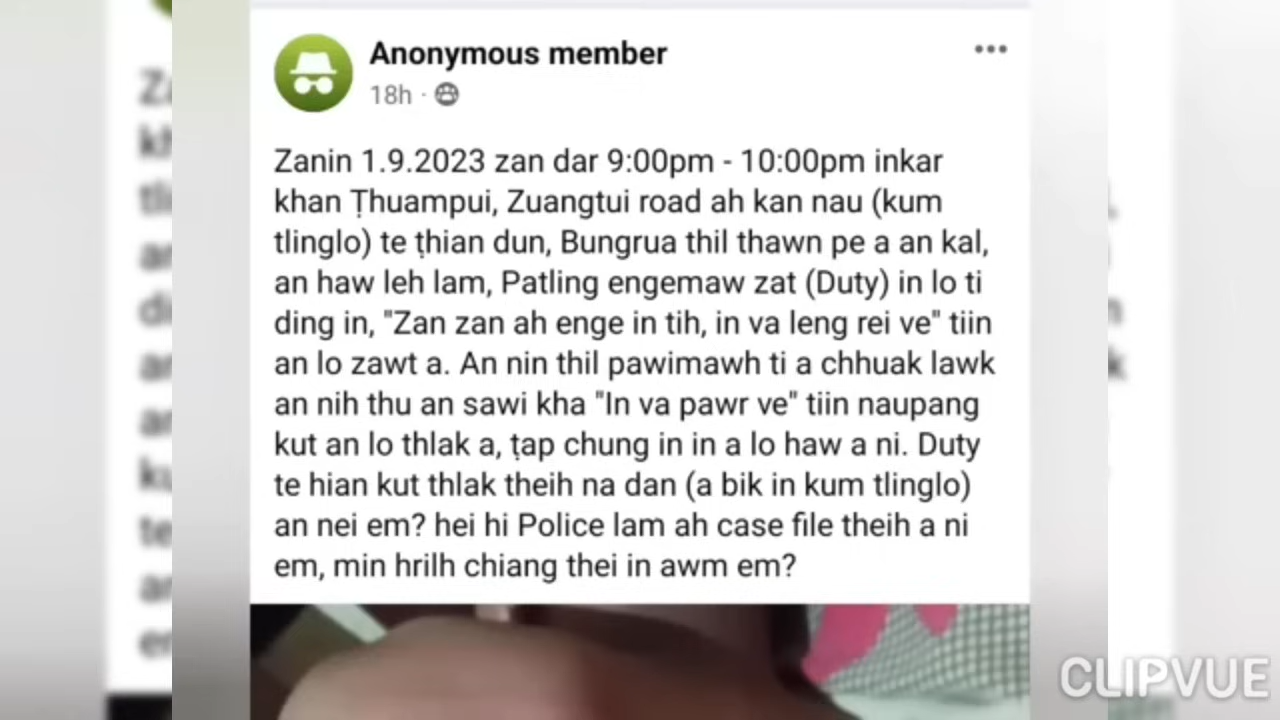 Anonymous member
18h ·
Zanin 1.9.2023 zan dar 9:00pm - 10:00pm inkar
khan Ṭhuampui, Zuangtui road ah kan nau (kum
tlinglo) te ṭhian dun, Bungrua thil thawn pe a an kal,
an haw leh lam, Patling engemaw zat (Duty) in lo ti
ding in, "Zan zan ah enge in tih, in va leng rei ve" tiin
an lo zawt a. An nin thil pawimawh ti a chhuak lawk
an nih thu an sawi kha "In va pawr ve" tiin naupang
kut an lo thlak a, ṭap chung in in a lo haw a ni. Duty
te hian kut thlak theih na dan (a bik in kum tlinglo)
an nei em? hei hi Police lam ah case file theih a ni
em, min hrilh chiang thei in awm em?
CLIPVUE